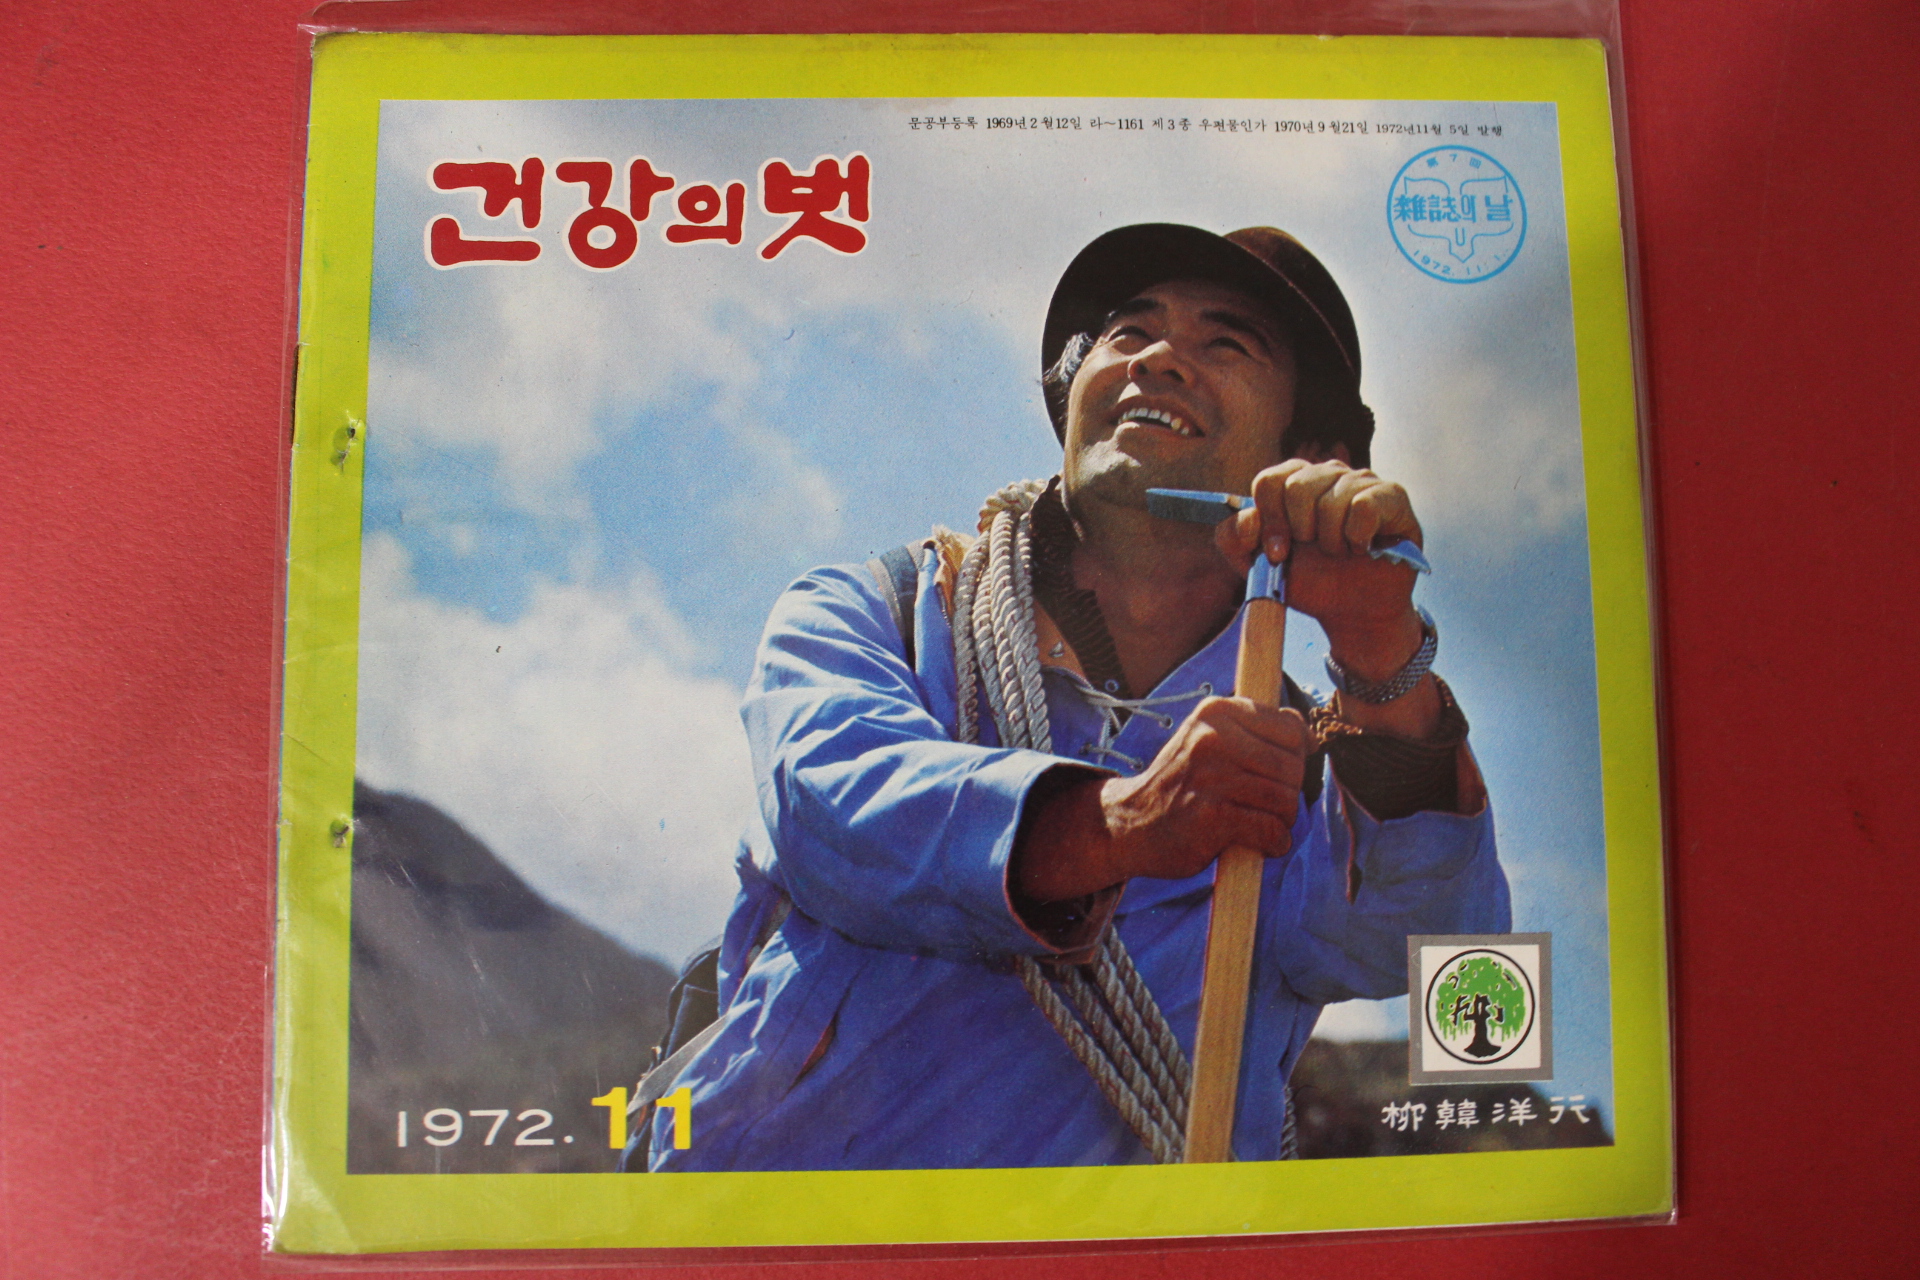 문공부등록 1969년 2월12일 라~1161 제3종 우편물인가 1970년 9월21일 1972년11월 5일 발행
건강의벗
第7回
雜誌의 날
1972. 11. 1.
1972. 11
柳韓洋行